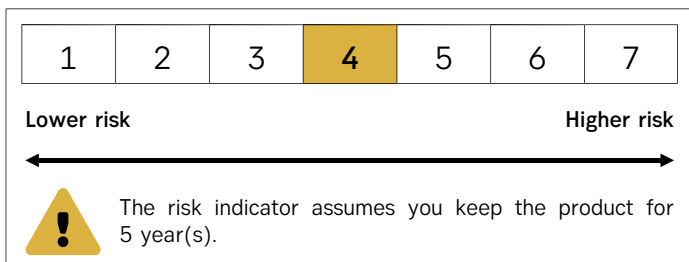 1 2 3 4 5 6 7
Lower risk Higher risk
! The risk indicator assumes you keep the product for
5 year(s).